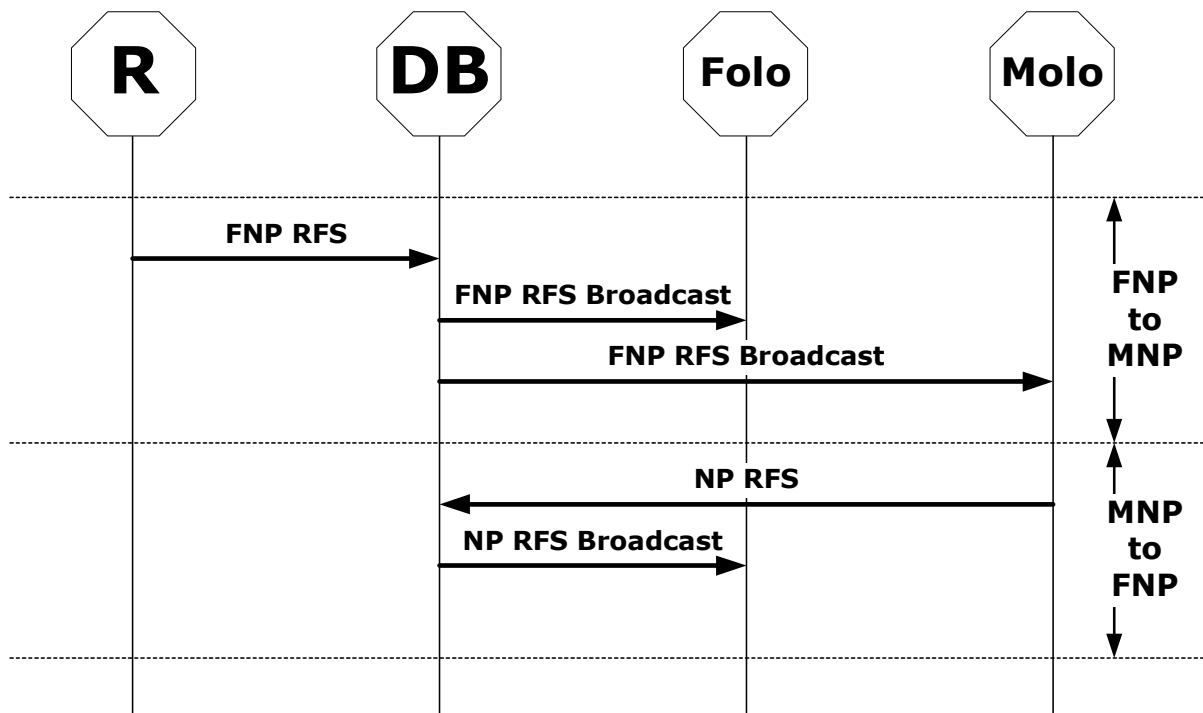 R
DB
Folo
Molo
FNP RFS
FNP RFS Broadcast
FNP RFS Broadcast
FNP
to
MNP
NP RFS
NP RFS Broadcast
MNP
to
FNP